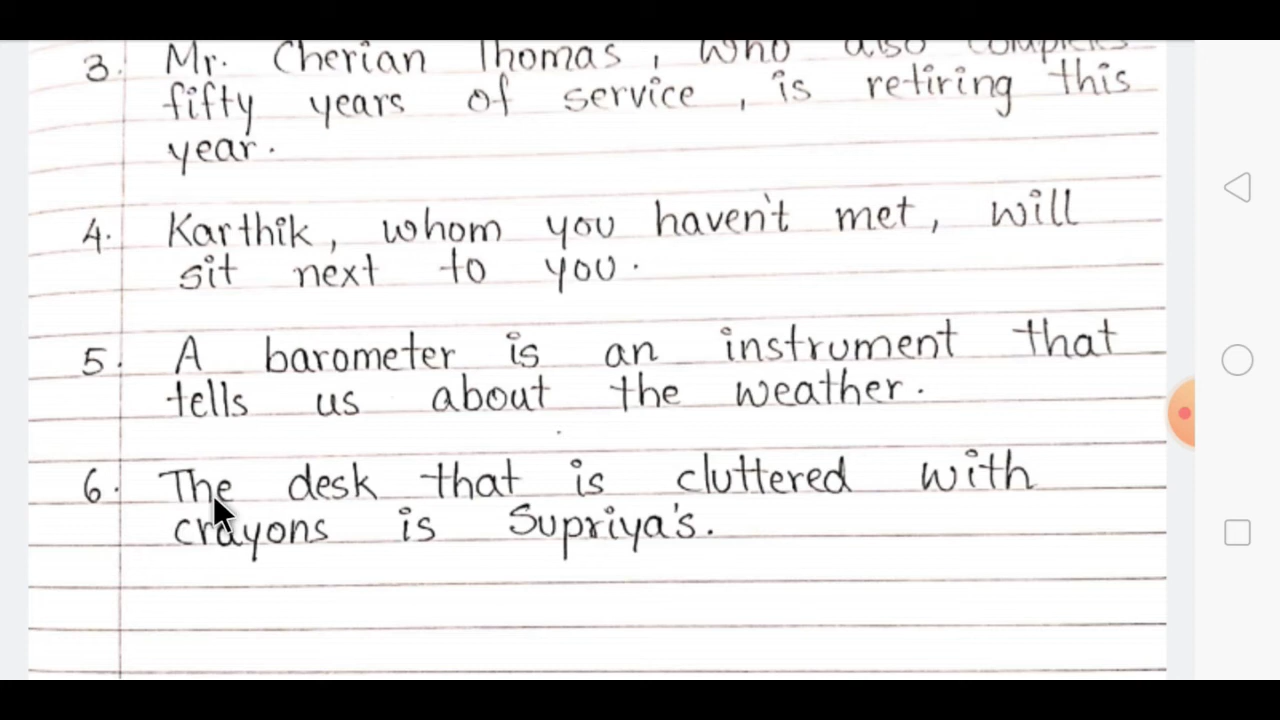 3. Mr. Cherian Thomas, who also completes
fifty years of service, is retiring this
year.
4. Karthik, whom you haven't met, will
sit next to you.
5. A barometer is an instrument that
tells us about the weather.
6. The desk that is cluttered with
crayons is Supriya's.